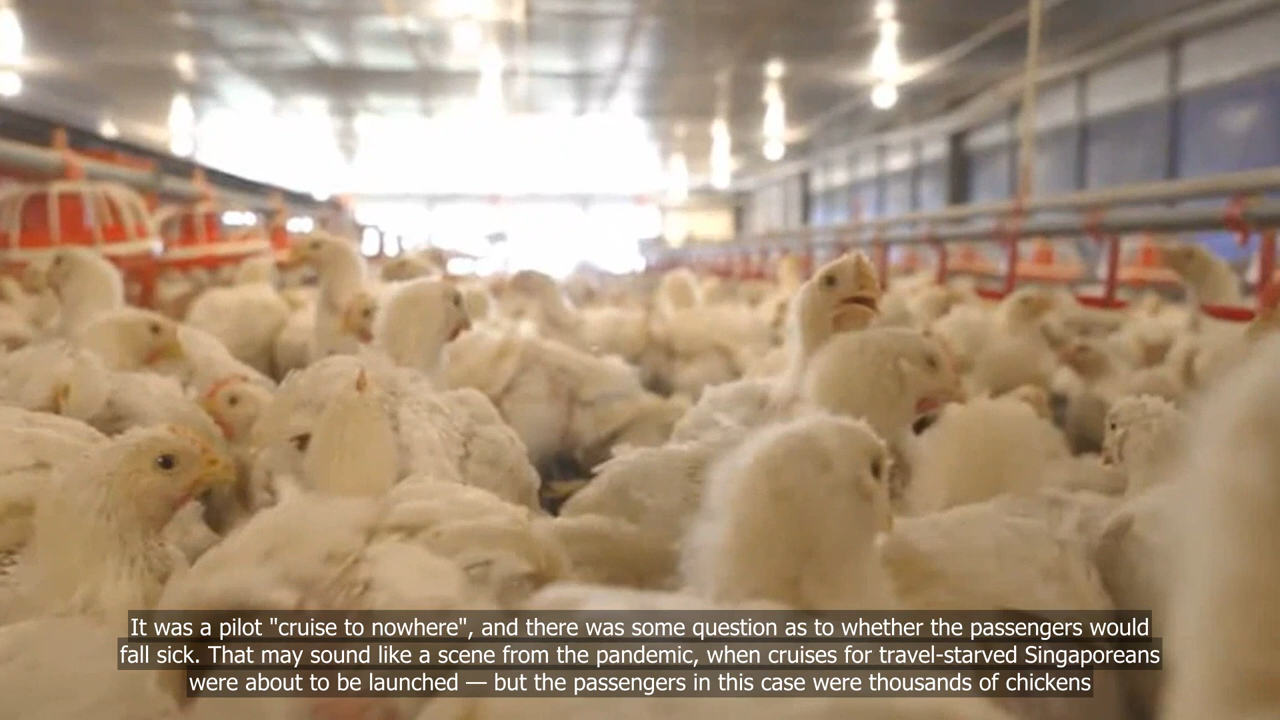 It was a pilot "cruise to nowhere", and there was some question as to whether the passengers would
fall sick. That may sound like a scene from the pandemic, when cruises for travel-starved Singaporeans
were about to be launched — but the passengers in this case were thousands of chickens